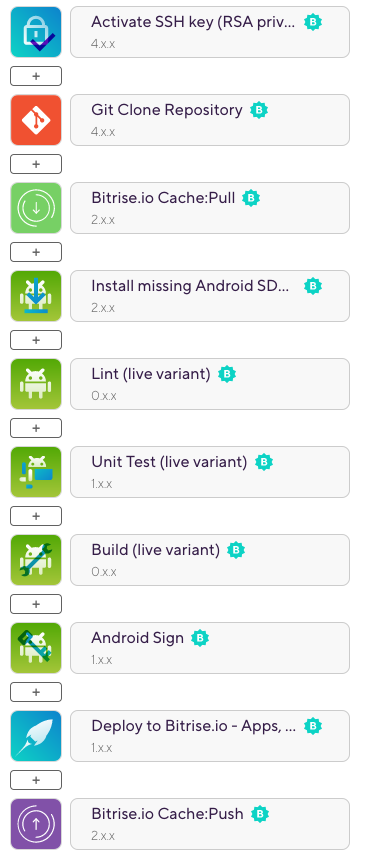 Activate SSH key (RSA priv... B
4.x.x
+
Git Clone Repository B
4.x.x
+
Bitrise.io Cache:Pull B
2.x.x
+
Install missing Android SD... B
2.x.x
+
Lint (live variant) B
0.x.x
+
Unit Test (live variant) B
1.x.x
+
Build (live variant) B
0.x.x
+
Android Sign B
1.x.x
+
Deploy to Bitrise.io - Apps, ... B
1.x.x
+
Bitrise.io Cache:Push B
2.x.x